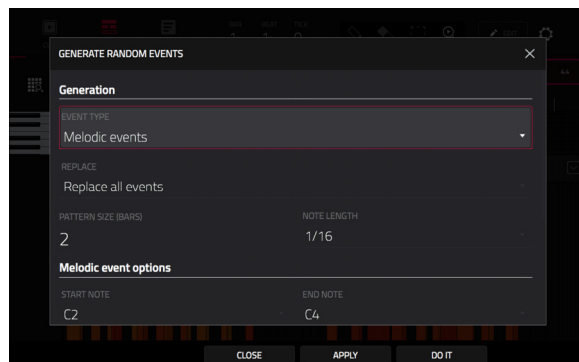 GENERATE RANDOM EVENTS
Generation
EVENT TYPE
Melodic events
REPLACE
Replace all events
PATTERN SIZE (BARS) NOTE LENGTH
2 1/16
Melodic event options
START NOTE END NOTE
C2 C4
CLOSE APPLY DO IT